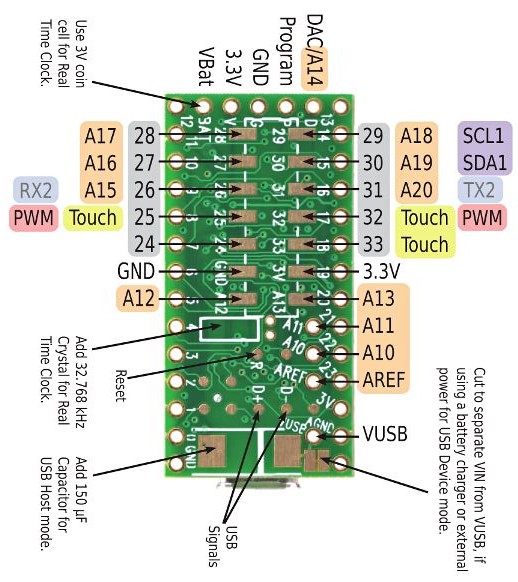 Use 3V coin
cell for Real
Time Clock.
VBat
3.3V
GND
Program
DAC/A14
A17 28 29 A18 SCL1
A16 27 30 A19 SDA1
RX2 A15 26 31 A20 TX2
PWM Touch 25 32 Touch PWM
24 33 Touch
GND 3.3V
A12 A13
A11
A10
AREF
VUSB
Add 32.768 kHz
Crystal for Real
Time Clock.
Reset
Add 150 µF
Capacitor for
USB Host mode.
USB
Signals
Cut to separate VIN from VUSB, if
using a battery charger or external
power for USB Device mode.
12
11
10
9
8
7
6
5
4
3
2
1
0
GND
28
27
26
25
24
GND
A12
29
30
31
32
33
3V
A13
13
14
15
16
17
18
19
20
21
22
23
3V
AGND
A11
A10
AREF
R
D+
D-